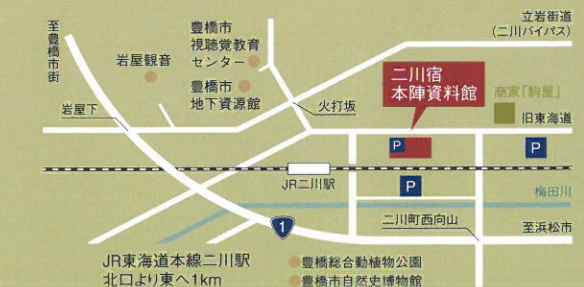 至豊橋市街
岩屋観音
豊橋市
視聴覚教育
センター
豊橋市
地下資源館
立岩街道
(二川バイパス)
二川宿
本陣資料館
商家「駒屋」
岩屋下
火打坂
旧東海道
P
P
P
JR二川駅
梅田川
1
二川町西向山
至浜松市
JR東海道本線二川駅
北口より東へ1km
豊橋総合動植物公園
豊橋市自然史博物館